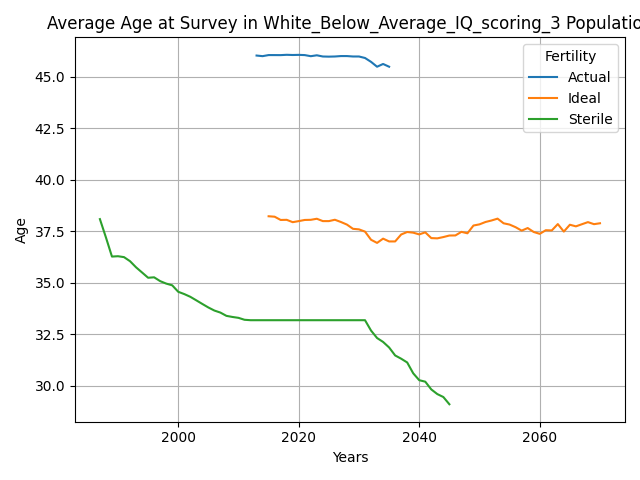 Average Age at Survey in White_Below_Average_IQ_scoring_3 Populatio
Fertility
Actual
Ideal
Sterile
45.0
42.5
40.0
37.5
35.0
32.5
30.0
Age
2000 2020 2040 2060
Years